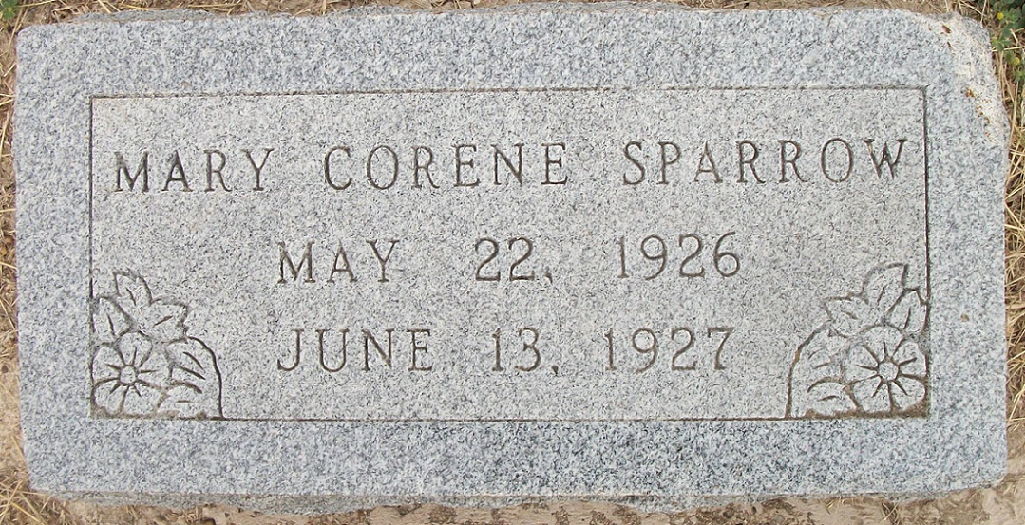 MARY CORENE SPARROW
MAY 22, 1926
JUNE 13, 1927